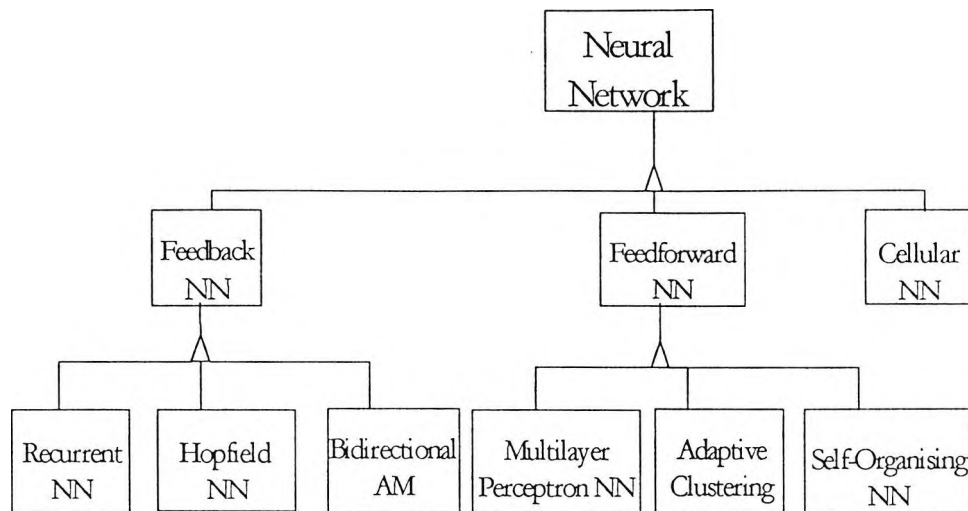 Neural
Network
Feedback
NN
Feedforward
NN
Cellular
NN
Recurrent
NN
Hopfield
NN
Bidirectional
AM
Multilayer
Perceptron NN
Adaptive
Clustering
Self-Organising
NN